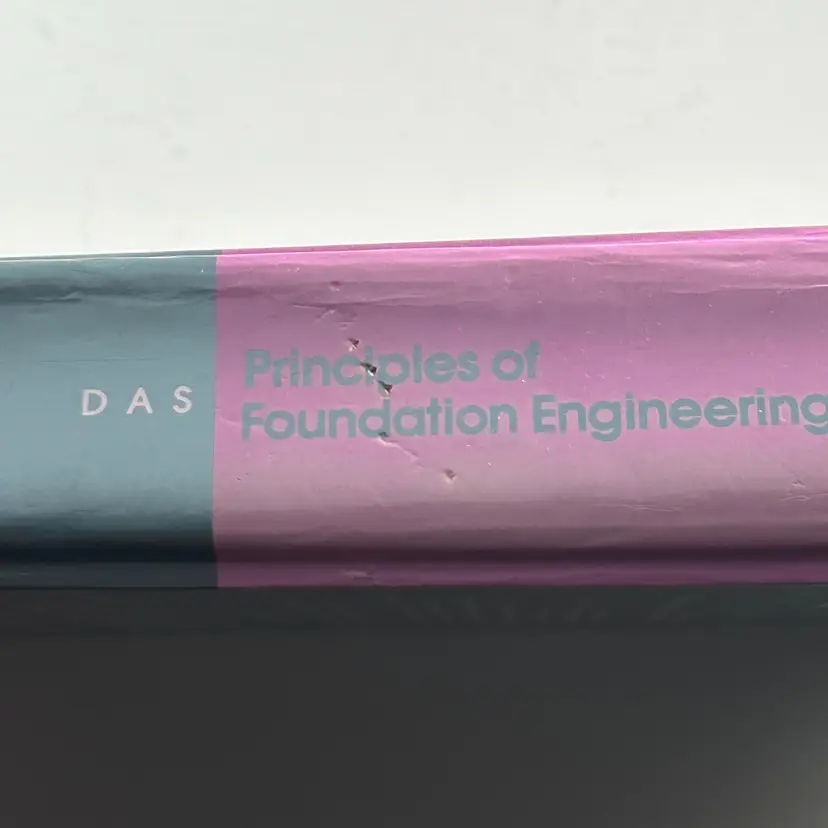 DAS
Principles of
Foundation Engineering